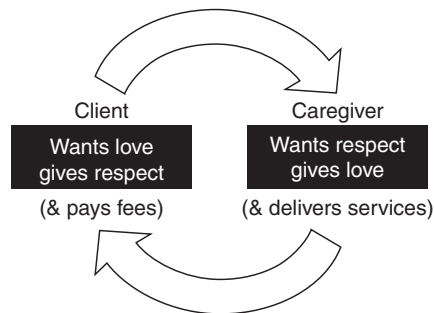 Client
Wants love
gives respect
(& pays fees)
Caregiver
Wants respect
gives love
(& delivers services)